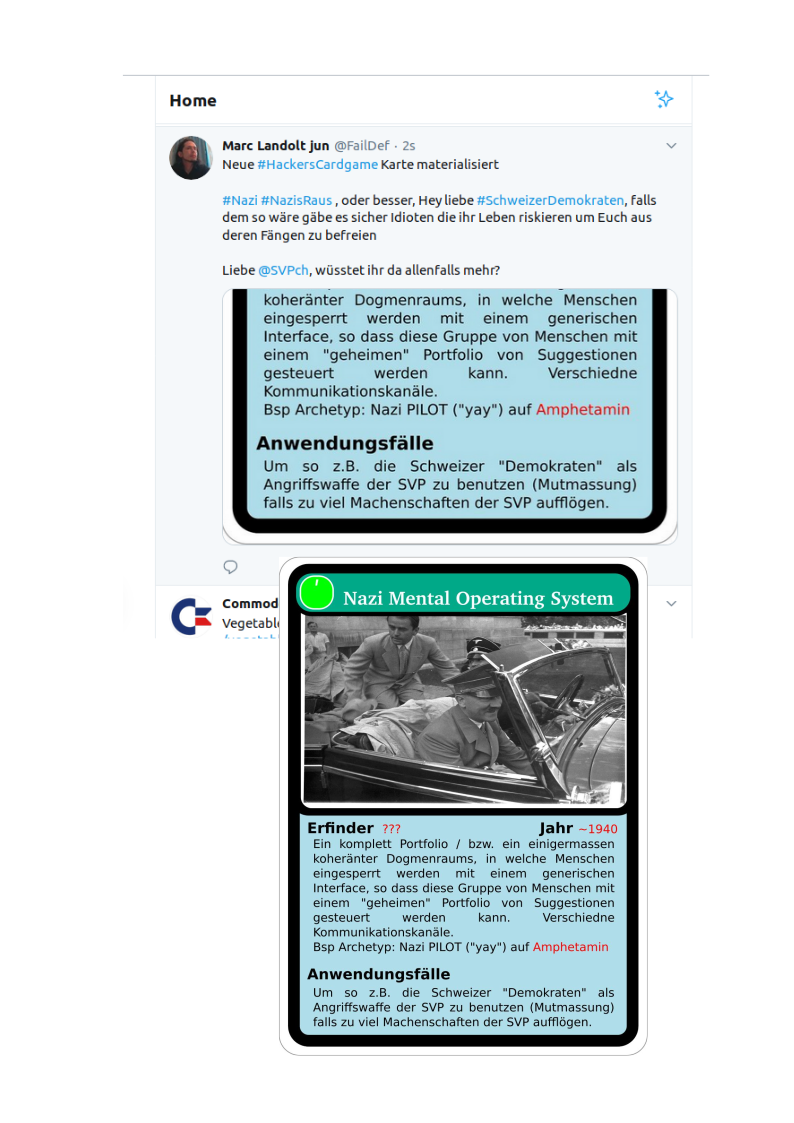 Home
Marc Landolt jun @FailDef · 2s
Neue #HackersCardgame Karte materialisiert
#Nazi #NazisRaus , oder besser, Hey liebe #SchweizerDemokraten, falls
dem so wäre gäbe es sicher Idioten die ihr Leben riskieren um Euch aus
deren Fängen zu befreien
Liebe @SVPch, wüsstet ihr da allenfalls mehr?
koheränter Dogmenraums, in welche Menschen
eingesperrt werden mit einem generischen
Interface, so dass diese Gruppe von Menschen mit
einem "geheimen" Portfolio von Suggestionen
gesteuert werden kann. Verschiedne
Kommunikationskanäle.
Bsp Archetyp: Nazi PILOT ("yay") auf Amphetamin
Anwendungsfälle
Um so z.B. die Schweizer "Demokraten" als
Angriffswaffe der SVP zu benutzen (Mutmassung)
falls zu viel Machenschaften der SVP aufflögen.
Commod
Vegetable
Nazi Mental Operating System
Erfinder ??? Jahr ~1940
Ein komplett Portfolio / bzw. ein einigermassen
koheränter Dogmenraums, in welche Menschen
eingesperrt werden mit einem generischen
Interface, so dass diese Gruppe von Menschen mit
einem "geheimen" Portfolio von Suggestionen
gesteuert werden kann. Verschiedne
Kommunikationskanäle.
Bsp Archetyp: Nazi PILOT ("yay") auf Amphetamin
Anwendungsfälle
Um so z.B. die Schweizer "Demokraten" als
Angriffswaffe der SVP zu benutzen (Mutmassung)
falls zu viel Machenschaften der SVP aufflögen.